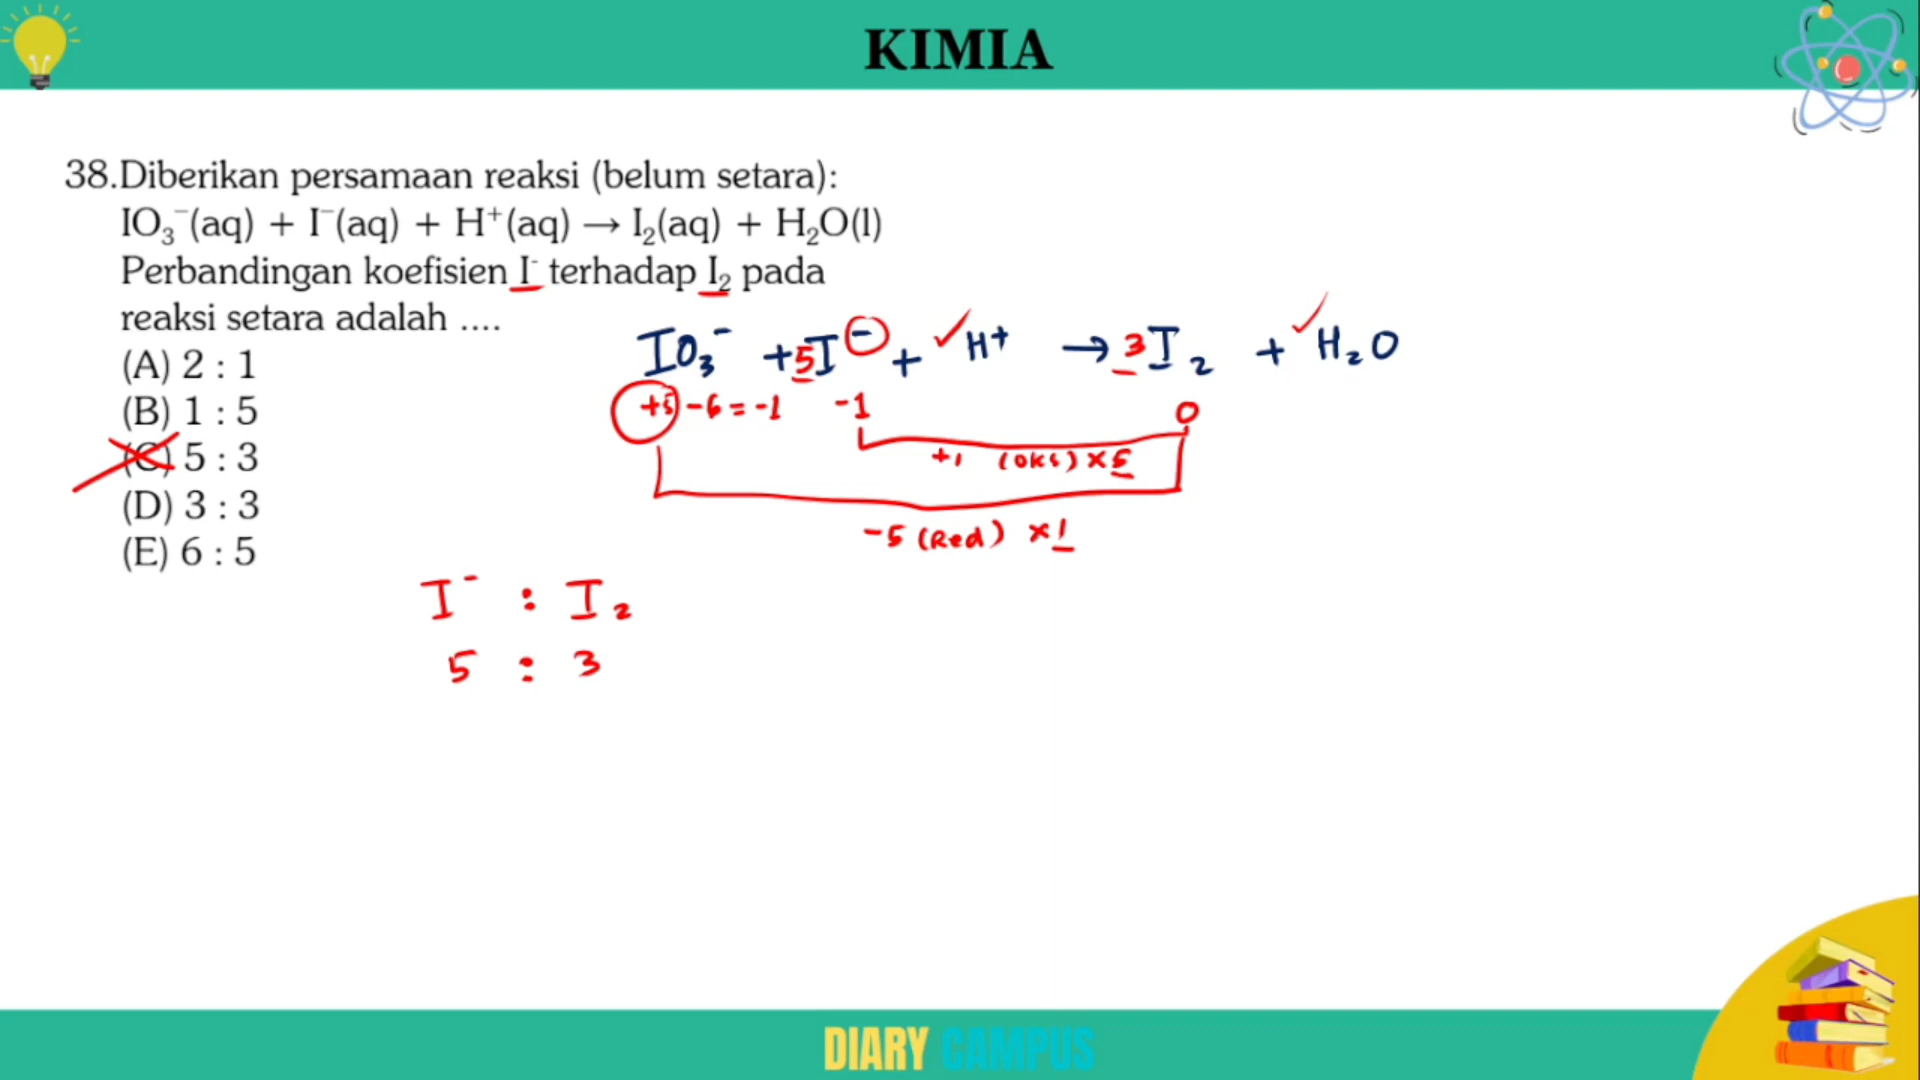 KIMIA
38.Diberikan persamaan reaksi (belum setara):
IO₃⁻(aq) + I⁻(aq) + H⁺(aq) → I₂(aq) + H₂O(l)
Perbandingan koefisien I⁻ terhadap I₂ pada
reaksi setara adalah ....
(A) 2 : 1
(B) 1 : 5
(C) 5 : 3
(D) 3 : 3
(E) 6 : 5
IO₃⁻ + 5I⁻ + H⁺ → 3I₂ + H₂O
+5 - 6 = -1 -1 0
+1 (oks) × 5
-5 (Red) × 1
I⁻ : I₂
5 : 3
DIARY CAMPUS